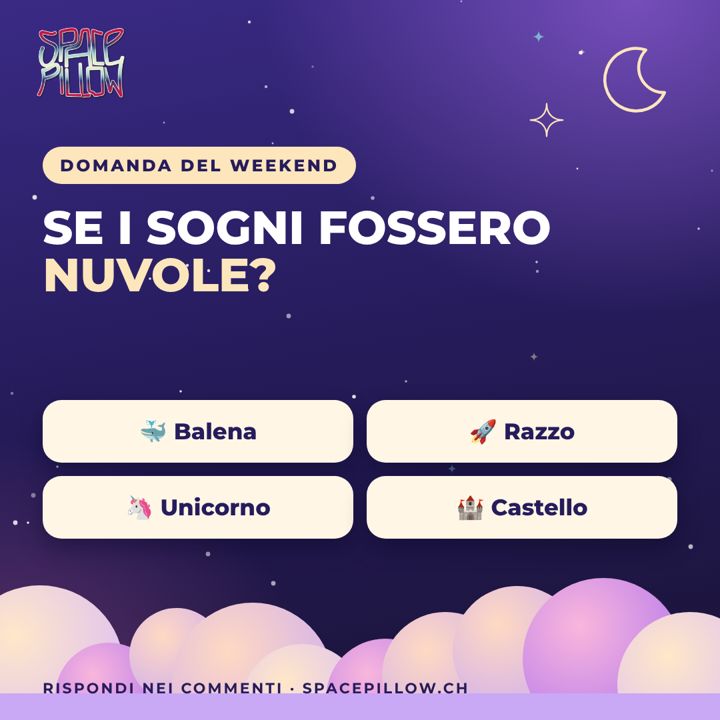 SPACE
PILLOW
DOMANDA DEL WEEKEND
SE I SOGNI FOSSERO
NUVOLE?
🐳 Balena
🚀 Razzo
🦄 Unicorno
🏰 Castello
RISPONDI NEI COMMENTI · SPACEPILLOW.CH